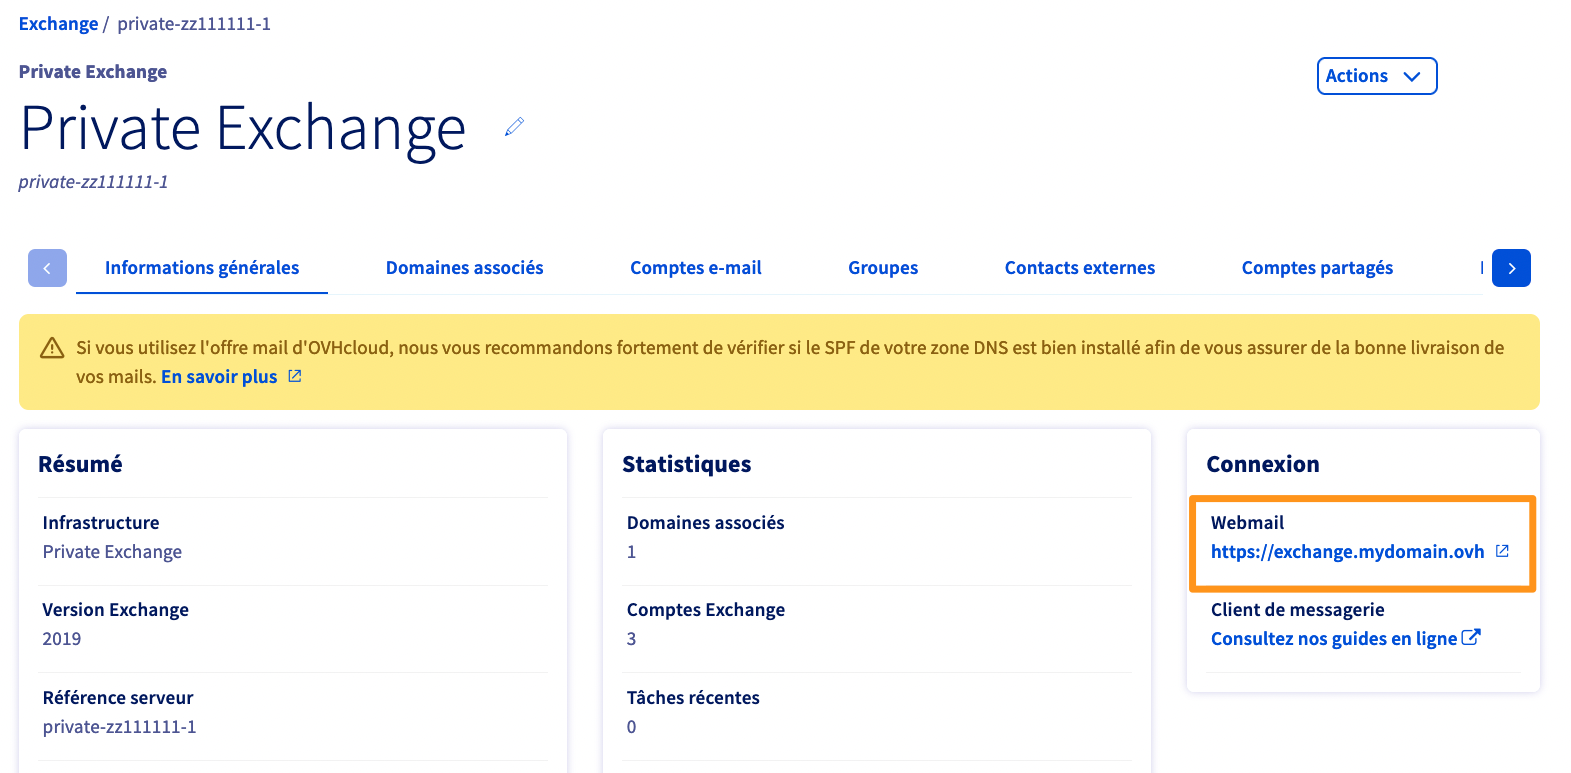 Exchange / private-zz111111-1
Private Exchange
Actions
Private Exchange
private-zz111111-1
Informations générales
Domaines associés
Comptes e-mail
Groupes
Contacts externes
Comptes partagés
Si vous utilisez l'offre mail d'OVHcloud, nous vous recommandons fortement de vérifier si le SPF de votre zone DNS est bien installé afin de vous assurer de la bonne livraison de
vos mails. En savoir plus
Résumé
Infrastructure
Private Exchange
Version Exchange
2019
Référence serveur
private-zz111111-1
Statistiques
Domaines associés
1
Comptes Exchange
3
Tâches récentes
0
Connexion
Webmail
https://exchange.mydomain.ovh
Client de messagerie
Consultez nos guides en ligne